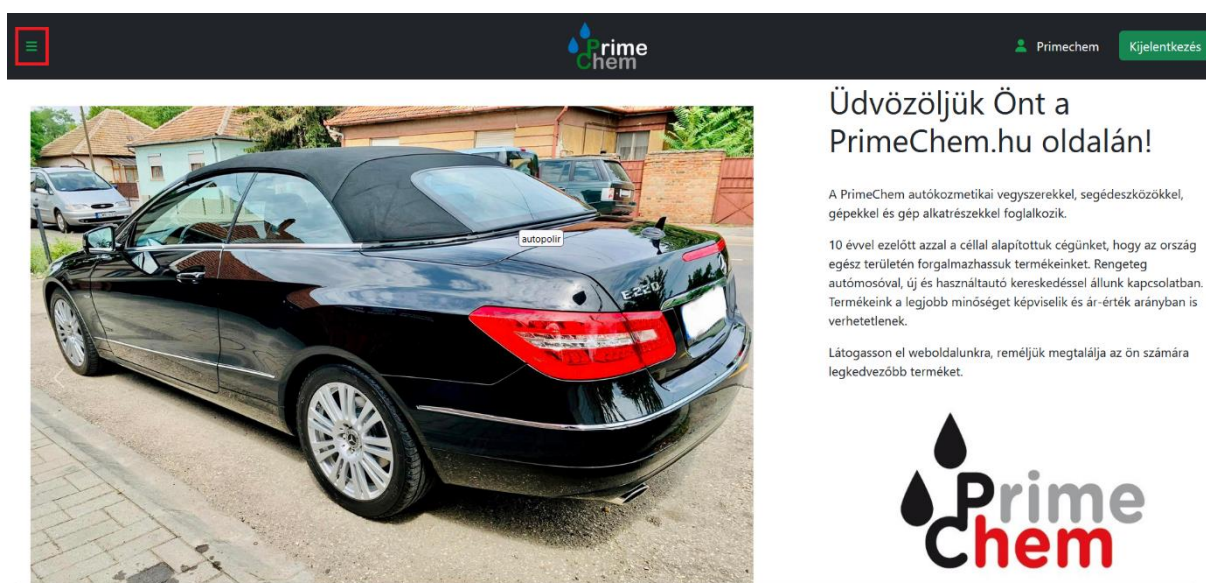 Prime
Chem
Primechem
Kijelentkezés
Üdvözöljük Önt a
PrimeChem.hu oldalán!
autopolír
E220
A PrimeChem autókozmetikai vegyszerekkel, segédeszközökkel,
gépekkel és gép alkatrészekkel foglalkozik.
10 évvel ezelőtt azzal a céllal alapítottuk cégünket, hogy az ország
egész területén forgalmazhassuk termékeinket. Rengeteg
autómosóval, új és használtautó kereskedéssel állunk kapcsolatban.
Termékeink a legjobb minőséget képviselik és ár-érték arányban is
verhetetlenek.
Látogasson el weboldalunkra, reméljük megtalálja az ön számára
legkedvezőbb terméket.
Prime
Chem